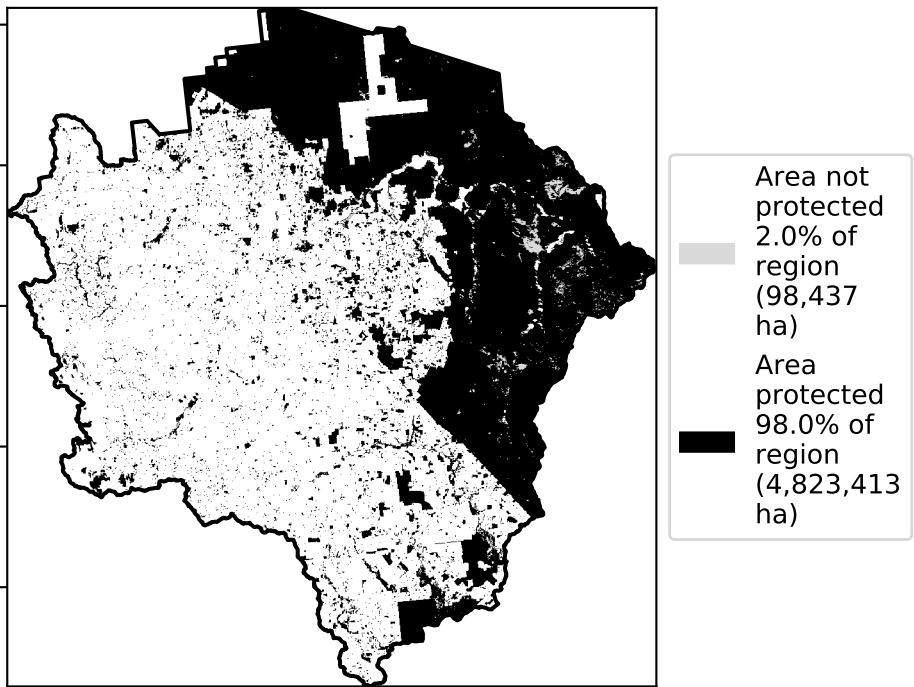 Area not
protected
2.0% of
region
(98,437
ha)
Area
protected
98.0% of
region
(4,823,413
ha)